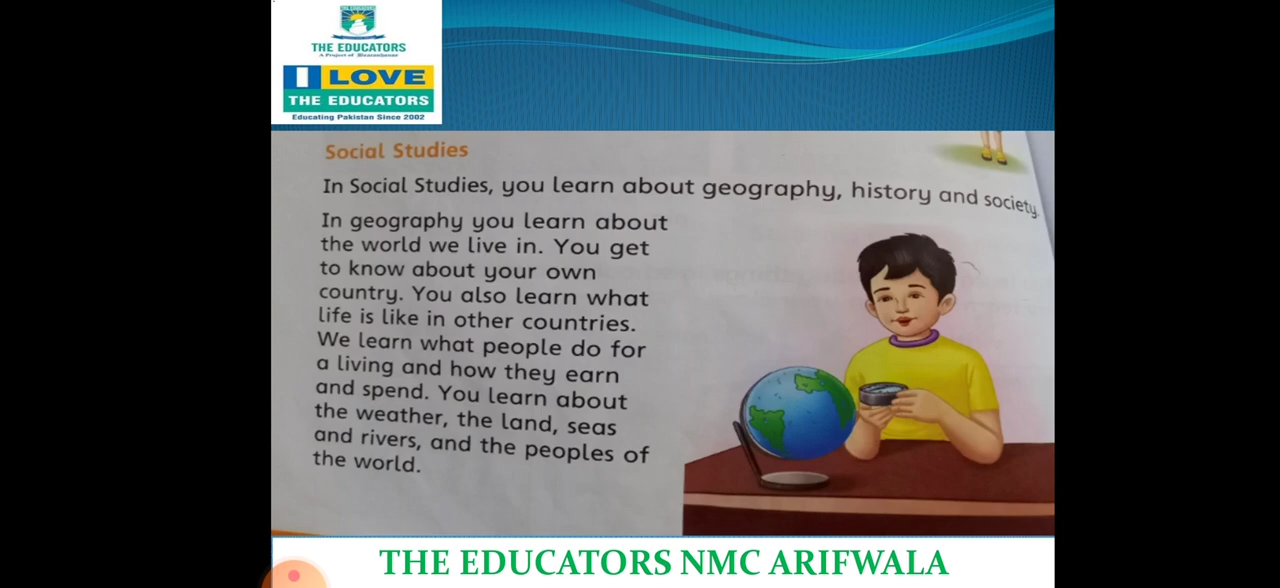 THE EDUCATORS
A Project of Beaconhouse
I LOVE
THE EDUCATORS
Educating Pakistan Since 2002
Social Studies
In Social Studies, you learn about geography, history and society.
In geography you learn about
the world we live in. You get
to know about your own
country. You also learn what
life is like in other countries.
We learn what people do for
a living and how they earn
and spend. You learn about
the weather, the land, seas
and rivers, and the peoples of
the world.
THE EDUCATORS NMC ARIFWALA